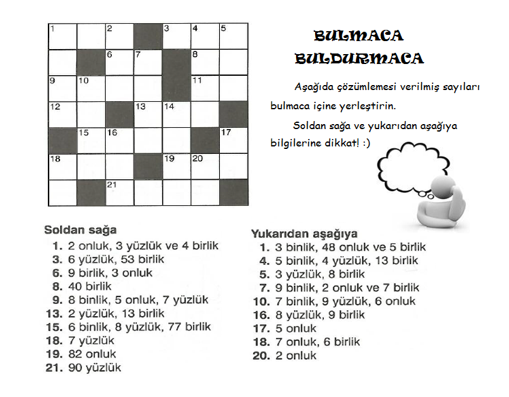 1 2 3 4 5
6 7 8
9 10 11
12 13 14
15 16 17
18 19 20
21
BULMACA
BULDURMACA
Aşağıda çözümlemesi verilmiş sayıları
bulmaca içine yerleştirin.
Soldan sağa ve yukarıdan aşağıya
bilgilerine dikkat! :)
Soldan sağa
1. 2 onluk, 3 yüzlük ve 4 birlik
3. 6 yüzlük, 53 birlik
6. 9 birlik, 3 onluk
8. 40 birlik
9. 8 binlik, 5 onluk, 7 yüzlük
13. 2 yüzlük, 13 birlik
15. 6 binlik, 8 yüzlük, 77 birlik
18. 7 yüzlük
19. 82 onluk
21. 90 yüzlük
Yukarıdan aşağıya
1. 3 binlik, 48 onluk ve 5 birlik
4. 5 binlik, 4 yüzlük, 13 birlik
5. 3 yüzlük, 8 birlik
7. 9 binlik, 2 onluk ve 7 birlik
10. 7 binlik, 9 yüzlük, 6 onluk
16. 8 yüzlük, 9 birlik
17. 5 onluk
18. 7 onluk, 6 birlik
20. 2 onluk